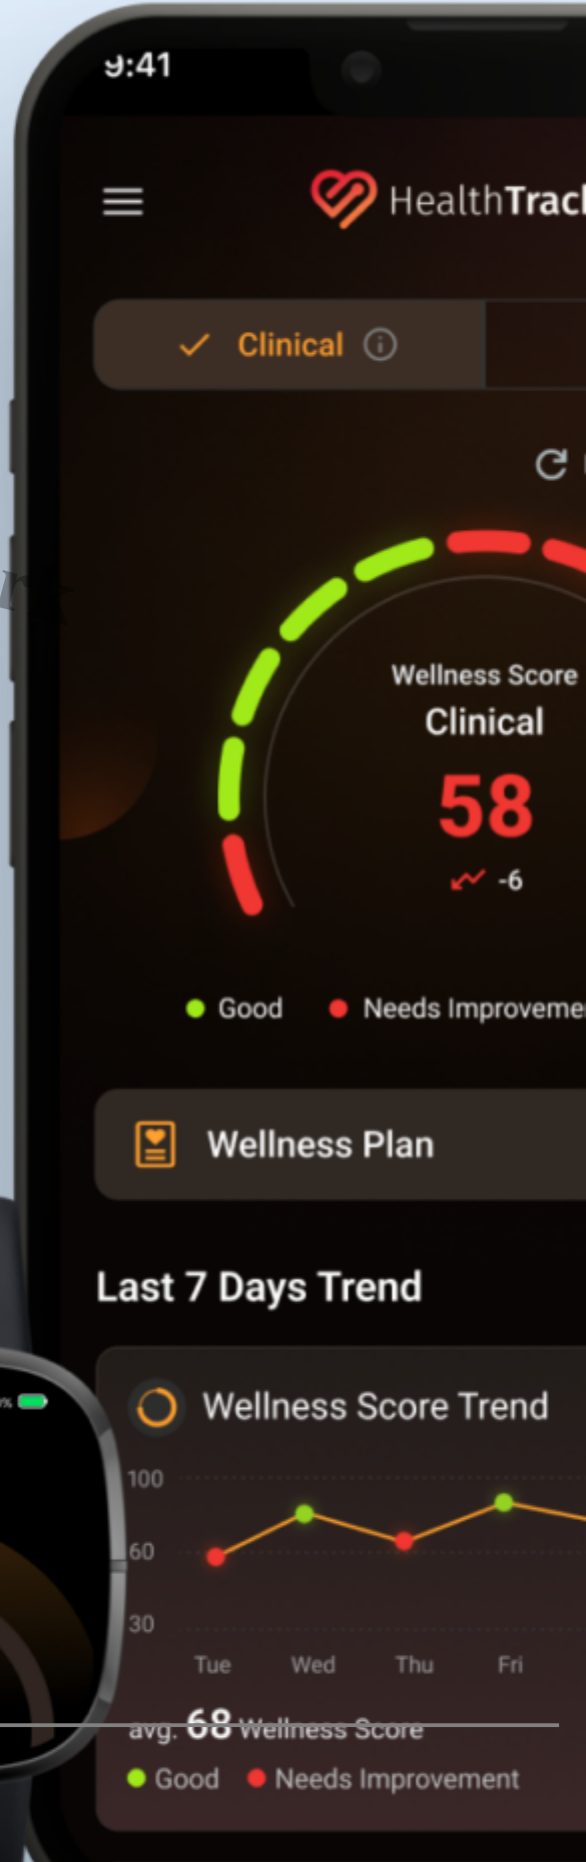 9:41
HealthTrack
Clinical
Wellness Score
Clinical
58
-6
Good
Needs Improveme
Wellness Plan
Last 7 Days Trend
%
Wellness Score Trend
100
60
30
Tue Wed Thu Fri
avg. 68 Wellness Score
Good Needs Improvement